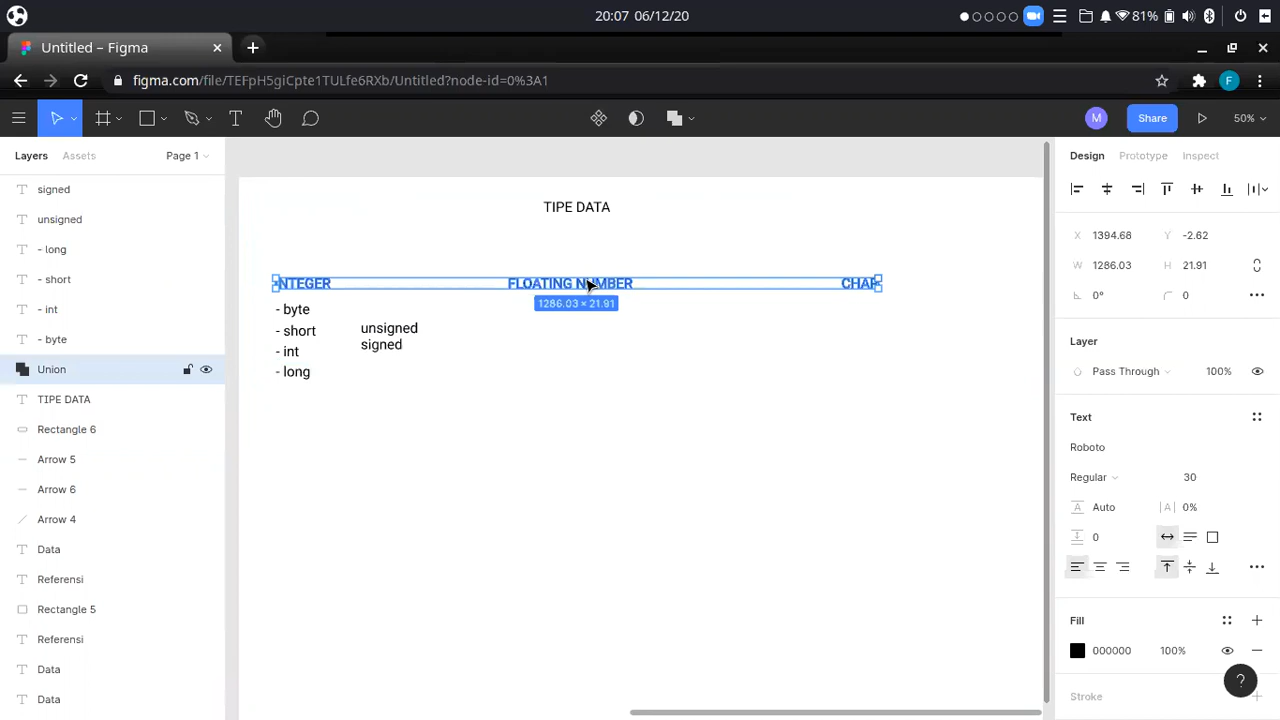 20:07 06/12/20
81%
Untitled – Figma
figma.com/file/TEFpH5giCpte1TULfe6RXb/Untitled?node-id=0%3A1
F
M
Share
50%
Layers
Assets
Page 1
signed
unsigned
- long
- short
- int
- byte
Union
TIPE DATA
Rectangle 6
Arrow 5
Arrow 6
Arrow 4
Data
Referensi
Rectangle 5
Referensi
Data
Data
TIPE DATA
INTEGER
FLOATING NUMBER
CHAR
1286.03 × 21.91
- byte
- short
- int
- long
unsigned
signed
Design
Prototype
Inspect
X 1394.68
Y -2.62
W 1286.03
H 21.91
0°
0
Layer
Pass Through
100%
Text
Roboto
Regular
30
A Auto
|A| 0%
0
Fill
000000
100%
Stroke
?